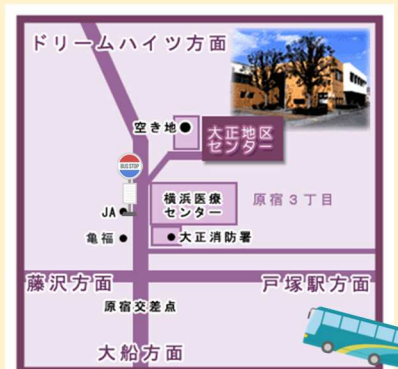 ドリームハイツ方面
空き地
大正地区
センター
BUS STOP
横浜医療
センター
原宿3丁目
JA
大正消防署
亀福
藤沢方面
戸塚駅方面
原宿交差点
大船方面